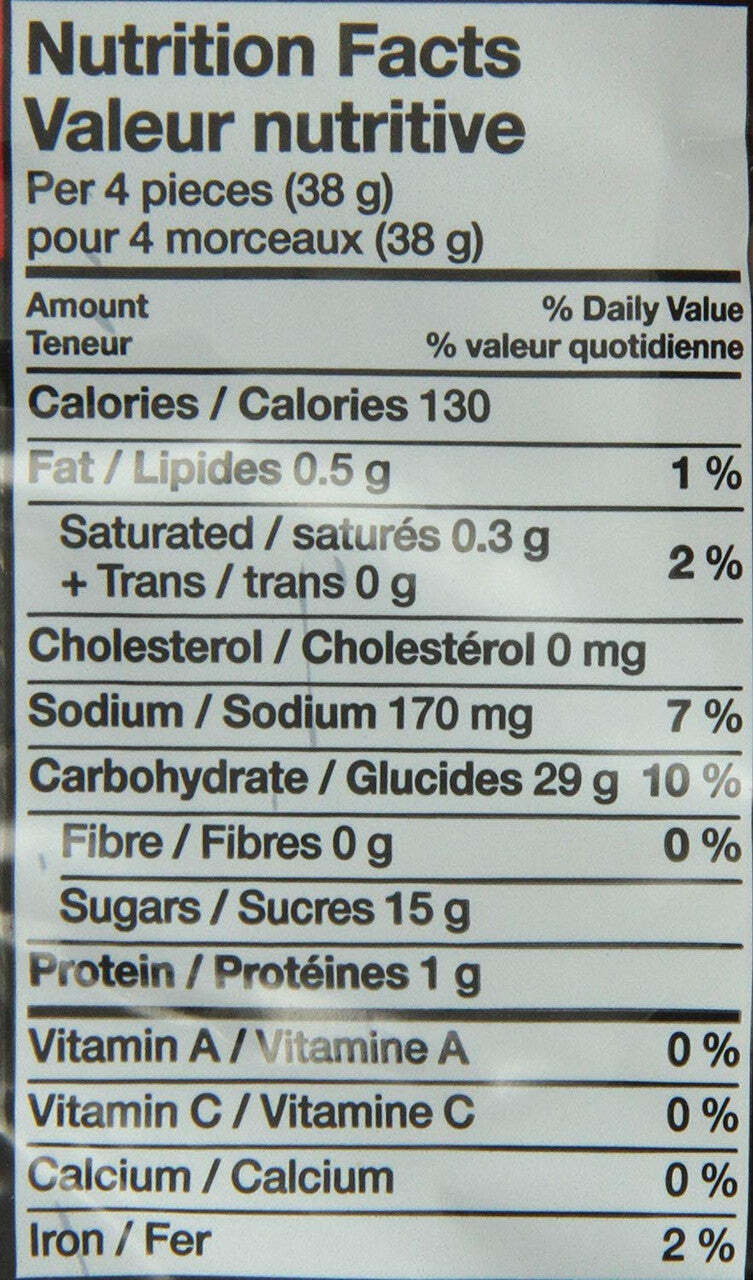 Nutrition Facts
Valeur nutritive
Per 4 pieces (38 g)
pour 4 morceaux (38 g)
Amount % Daily Value
Teneur % valeur quotidienne
Calories / Calories 130
Fat / Lipides 0.5 g 1 %
Saturated / saturés 0.3 g
+ Trans / trans 0 g 2 %
Cholesterol / Cholestérol 0 mg
Sodium / Sodium 170 mg 7 %
Carbohydrate / Glucides 29 g 10 %
Fibre / Fibres 0 g 0 %
Sugars / Sucres 15 g
Protein / Protéines 1 g
Vitamin A / Vitamine A 0 %
Vitamin C / Vitamine C 0 %
Calcium / Calcium 0 %
Iron / Fer 2 %